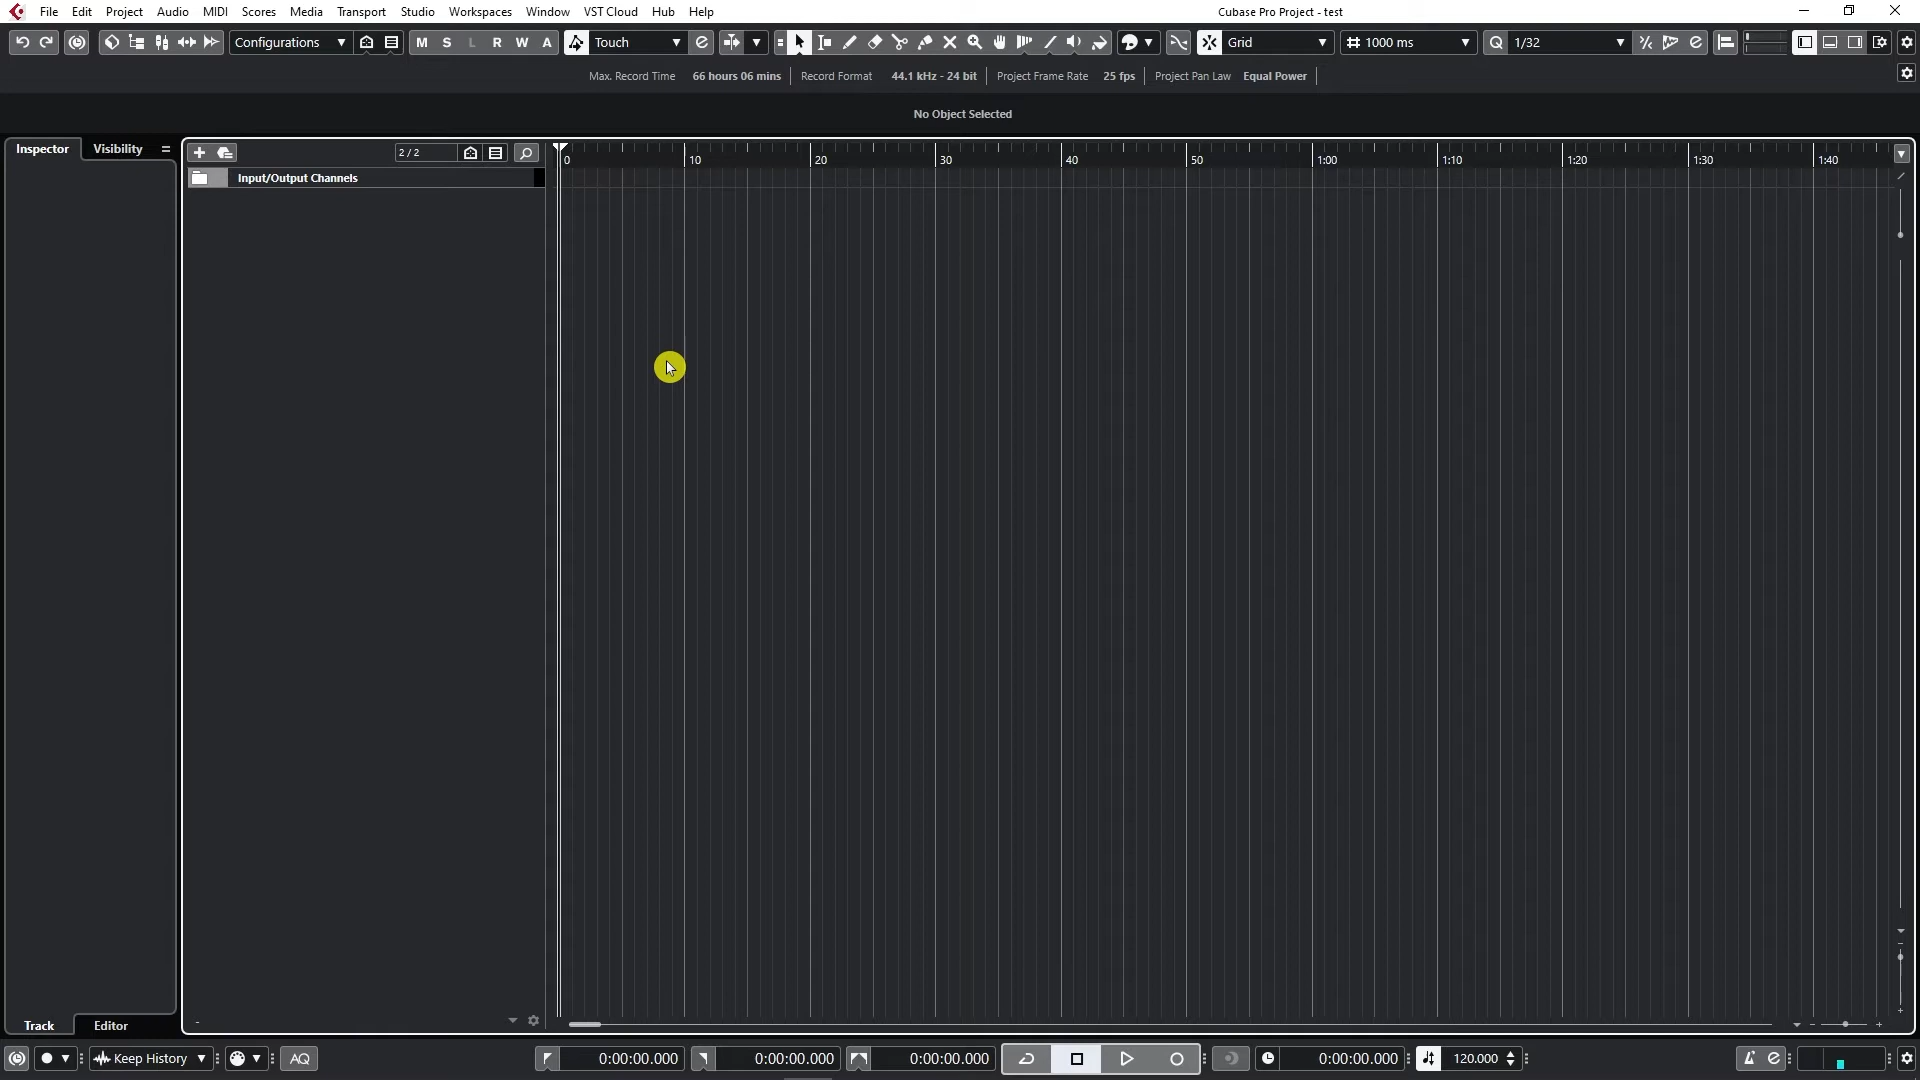 File Edit Project Audio MIDI Scores Media Transport Studio Workspaces Window VST Cloud Hub Help Cubase Pro Project - test
Configurations M S L R W A Touch Grid 1000 ms Q 1/32
Max. Record Time 66 hours 06 mins Record Format 44.1 kHz - 24 bit Project Frame Rate 25 fps Project Pan Law Equal Power
No Object Selected
Inspector Visibility 2 / 2
0 10 20 30 40 50 1:00 1:10 1:20 1:30 1:40
Input/Output Channels
Track Editor
Keep History AQ 0:00:00.000 0:00:00.000 0:00:00.000 0:00:00.000 120.000